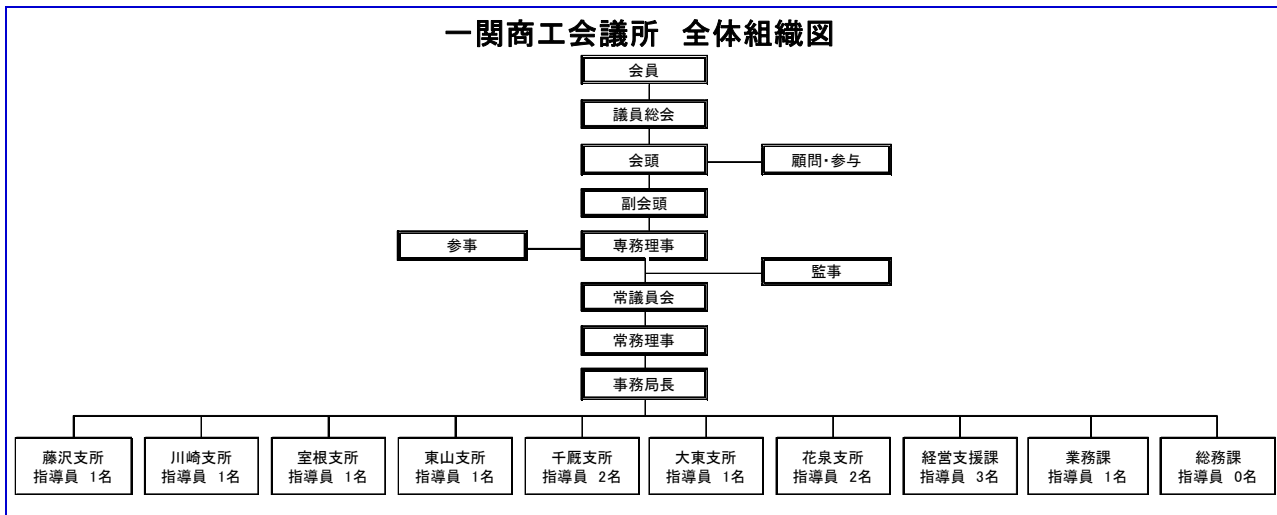 一関商工会議所　全体組織図
会員
議員総会
会頭
顧問・参与
副会頭
参事
専務理事
監事
常議員会
常務理事
事務局長
藤沢支所
指導員　1名
川崎支所
指導員　1名
室根支所
指導員　1名
東山支所
指導員　1名
千厩支所
指導員　2名
大東支所
指導員　1名
花泉支所
指導員　2名
経営支援課
指導員　3名
業務課
指導員　1名
総務課
指導員　0名